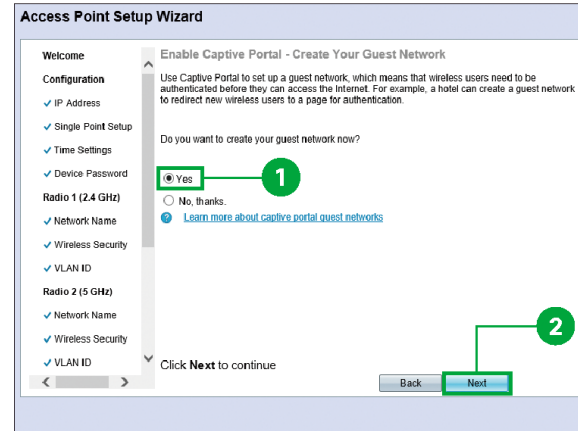 Access Point Setup Wizard
Welcome
Configuration
IP Address
Single Point Setup
Time Settings
Device Password
Radio 1 (2.4 GHz)
Network Name
Wireless Security
VLAN ID
Radio 2 (5 GHz)
Network Name
Wireless Security
VLAN ID
Enable Captive Portal - Create Your Guest Network
Use Captive Portal to set up a guest network, which means that wireless users need to be
authenticated before they can access the Internet. For example, a hotel can create a guest network
to redirect new wireless users to a page for authentication.
Do you want to create your guest network now?
Yes
1
No, thanks.
? Learn more about captive portal guest networks
2
Click Next to continue
Back
Next